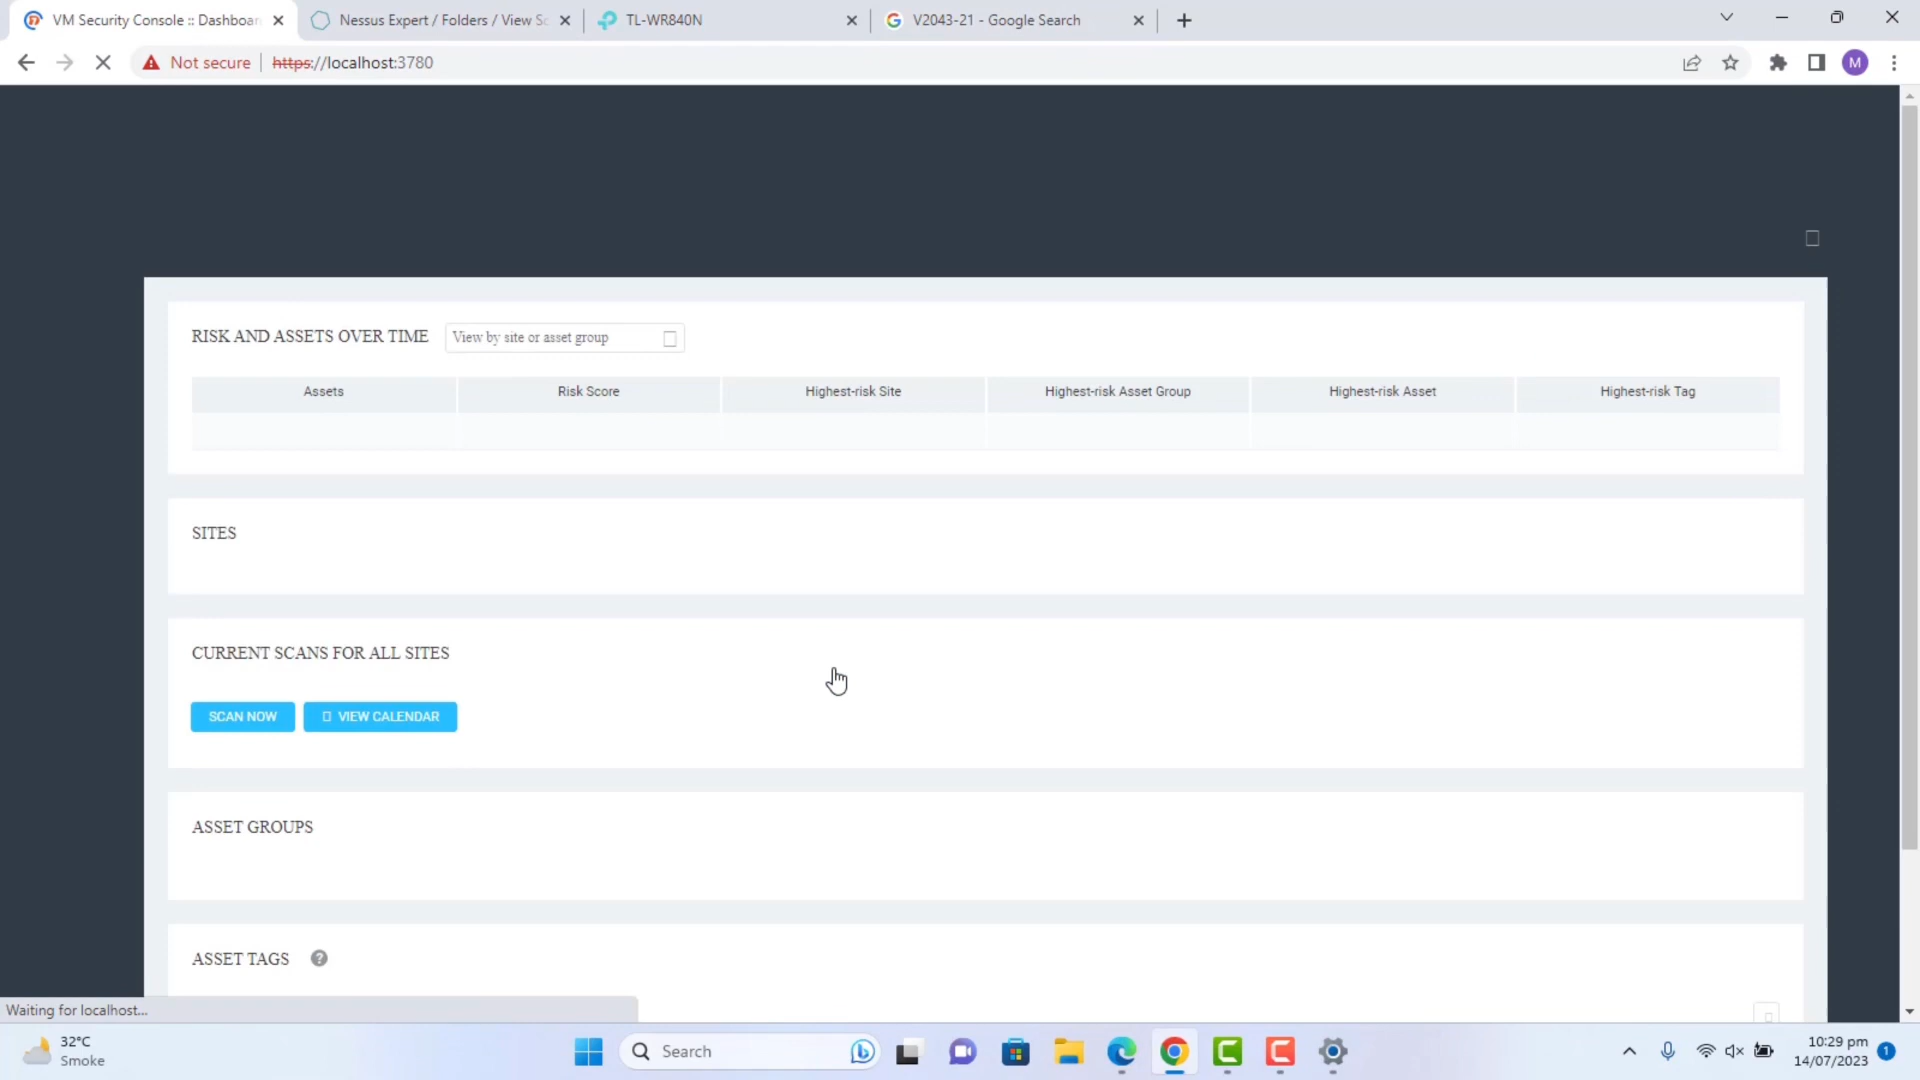 VM Security Console :: Dashboar
Nessus Expert / Folders / View Sc
TL-WR840N
V2043-21 - Google Search
Not secure
https://localhost:3780
M
RISK AND ASSETS OVER TIME
View by site or asset group
Assets
Risk Score
Highest-risk Site
Highest-risk Asset Group
Highest-risk Asset
Highest-risk Tag
SITES
CURRENT SCANS FOR ALL SITES
SCAN NOW
VIEW CALENDAR
ASSET GROUPS
ASSET TAGS
?
Waiting for localhost...
32°C
Smoke
Search
10:29 pm
14/07/2023
1